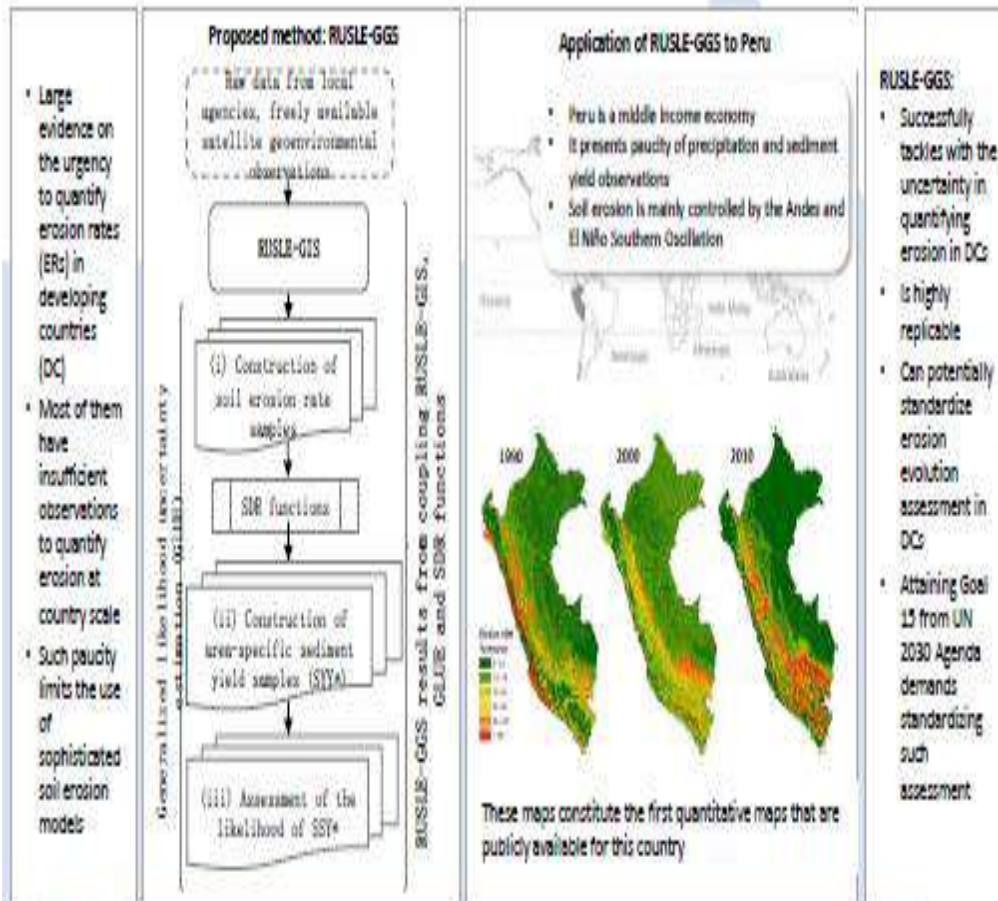 • Large
evidence on
the urgency
to quantify
erosion rates
(ERs) in
developing
countries
(DC)
• Most of them
have
insufficient
observations
to quantify
erosion at
country scale
• Such paucity
limits the use
of
sophisticated
soil erosion
models
Proposed method: RUSLE-GGS
Raw data from local
agencies, freely available
satellite geoenvironmental
observations
RUSLE-GIS
(i) Construction of
soil erosion rate
samples
SDR functions
(ii) Construction of
area-specific sediment
yield samples (SYY*)
(iii) Assessment of the
likelihood of SSY*
Generalized likelihood uncertainty
estimation (GLUE)
RUSLE-GGS results from coupling RUSLE-GIS,
GLUE and SDR functions
Application of RUSLE-GGS to Peru
• Peru is a middle income economy
• It presents paucity of precipitation and sediment
yield observations
• Soil erosion is mainly controlled by the Andes and
El Niño Southern Oscillation
1990
2000
2010
These maps constitute the first quantitative maps that are
publicly available for this country
RUSLE-GGS:
• Successfully
tackles with the
uncertainty in
quantifying
erosion in DCs
• Is highly
replicable
• Can potentially
standardize
erosion
evolution
assessment in
DCs
• Attaining Goal
15 from UN
2030 Agenda
demands
standardizing
such
assessment